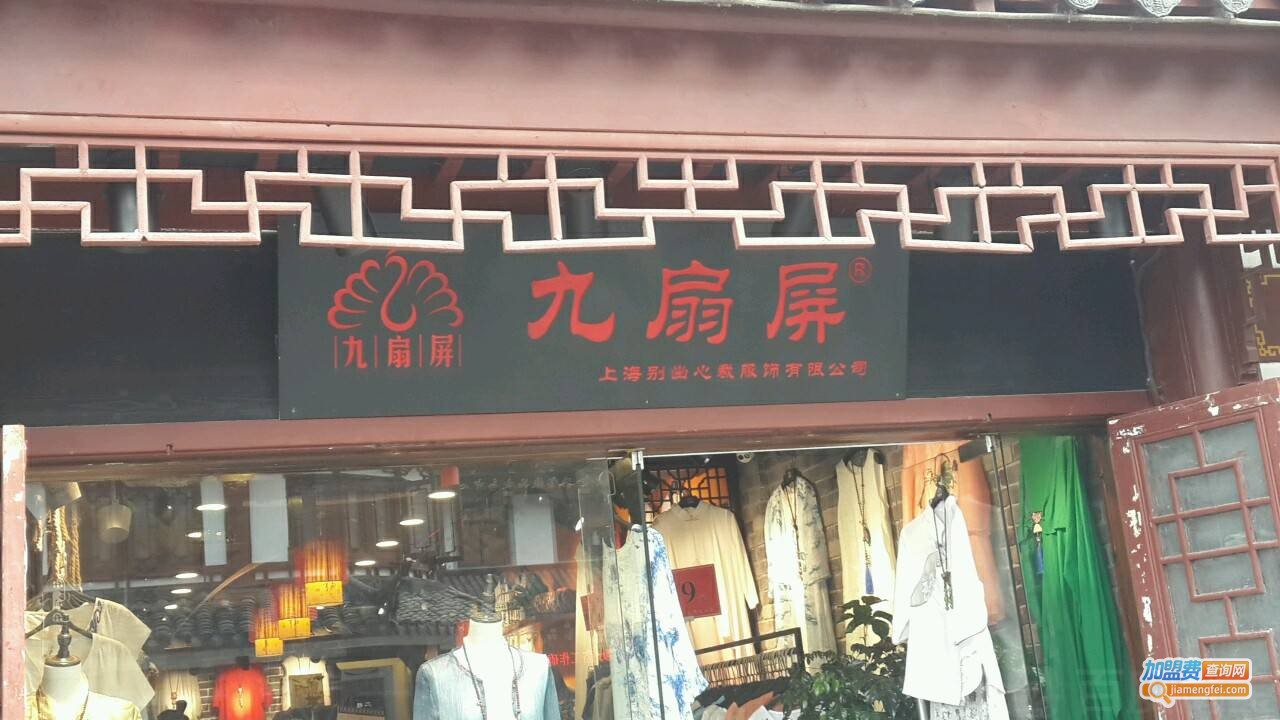 九扇屏®
九扇屏
上海别出心裁服饰有限公司
9
加盟费查询网
jiamengfei.com